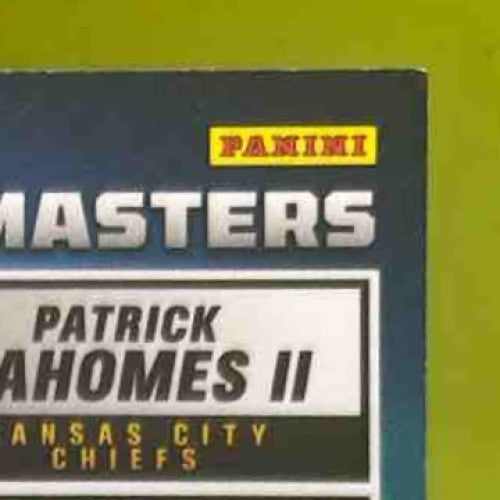 PANINI
MASTERS
PATRICK
AHOMES II
ANSAS CITY
CHIEFS